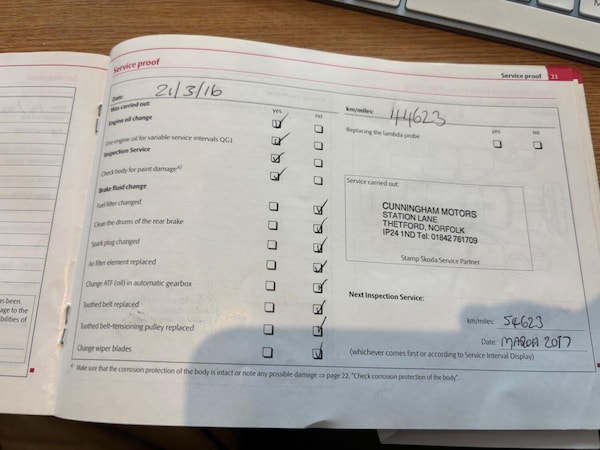 Service proof
Service proof 23
Date: 21/3/16
km/miles: 44623
Was carried out: yes no
Engine oil change
Replacing the lambda probe yes no
Use engine oil for variable service intervals QG1
Inspection Service
Check body for paint damage a)
Brake fluid change
Fuel filter changed
Clean the drums of the rear brake
Spark plug changed
Air filter element replaced
Change ATF (oil) in automatic gearbox
Toothed belt replaced
Toothed belt-tensioning pulley replaced
Change wiper blades
Service carried out:
CUNNINGHAM MOTORS
STATION LANE
THETFORD, NORFOLK
IP24 1ND Tel: 01842 761709
Stamp Škoda Service Partner
Next Inspection Service:
km/miles: 54623
Date: MARCH 2017
(whichever comes first or according to Service Interval Display)
a) Make sure that the corrosion protection of the body is intact or note any possible damage ⇒ page 22, "Check corrosion protection of the body".